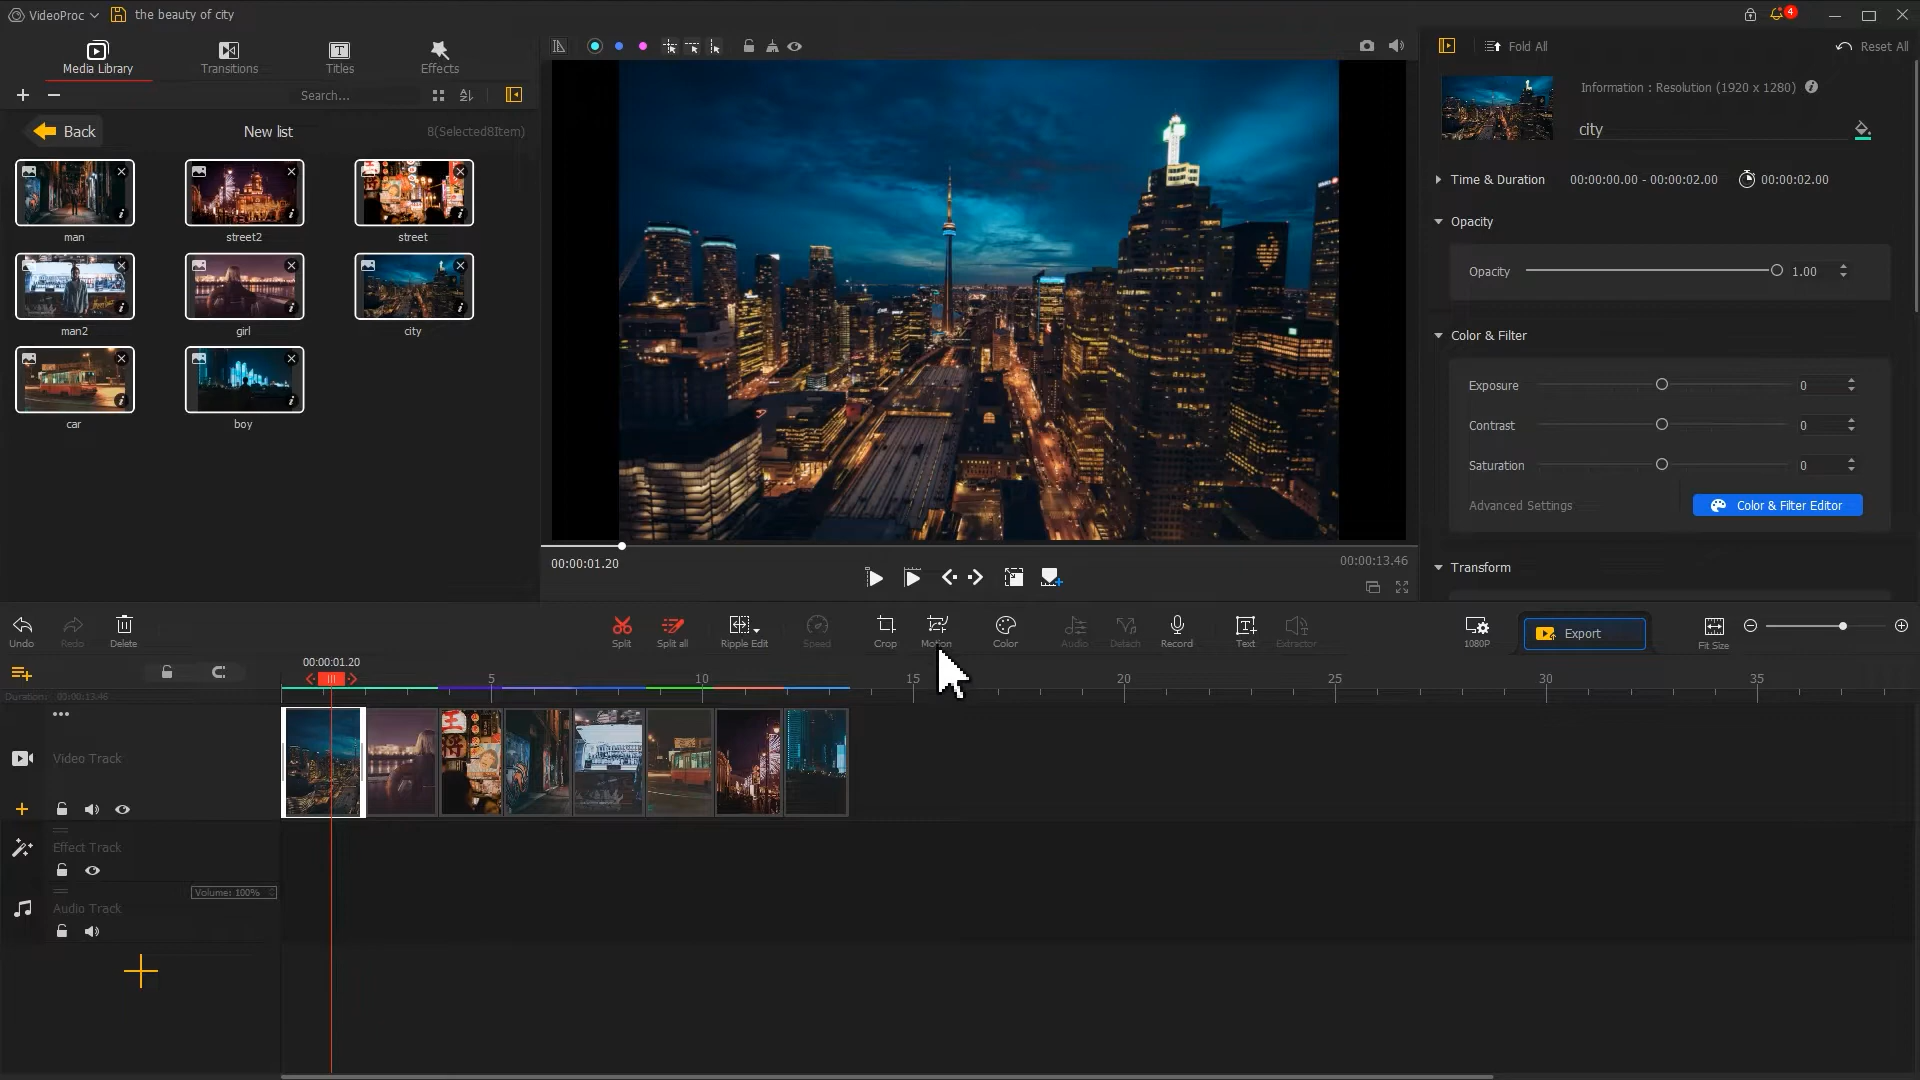 VideoProc
the beauty of city
4
Media Library
Transitions
Titles
Effects
Search...
Back
New list
8(Selected8Item)
man
street2
street
man2
girl
city
car
boy
00:00:01.20
00:00:13.46
Fold All
Reset All
Information : Resolution (1920 x 1280)
city
Time & Duration
00:00:00.00 - 00:00:02.00
00:00:02.00
Opacity
Opacity
1.00
Color & Filter
Exposure
0
Contrast
0
Saturation
0
Advanced Settings
Color & Filter Editor
Transform
Undo
Redo
Delete
Split
Split all
Ripple Edit
Speed
Crop
Motion
Color
Audio
Detach
Record
Text
Extractor
1080P
Export
Fit Size
00:00:01.20
5
10
15
20
25
30
35
Duration: 00:00:13.46
Video Track
Effect Track
Volume: 100%
Audio Track
王
将